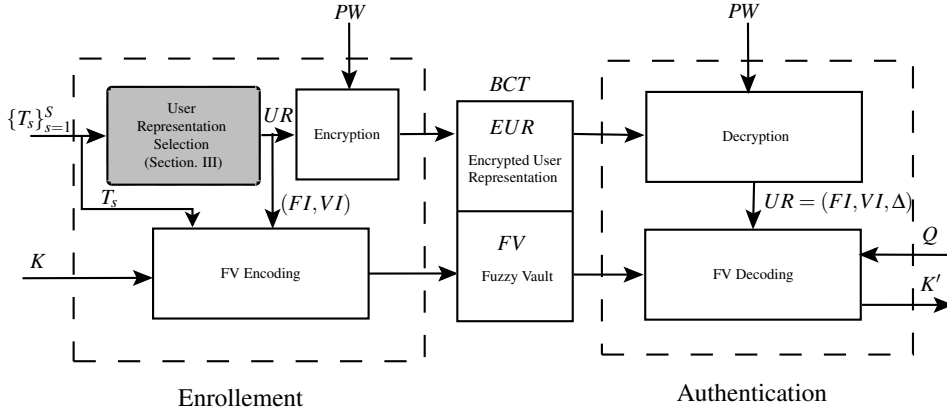 PW
PW
BCT
{T_s}_{s=1}^{S}
User
Representation
Selection
(Section. III)
UR
Encryption
EUR
Encrypted User
Representation
Decryption
T_s
(FI,VI)
UR = (FI,VI,Δ)
K
FV Encoding
FV
Fuzzy Vault
FV Decoding
Q
K′
Enrollement
Authentication